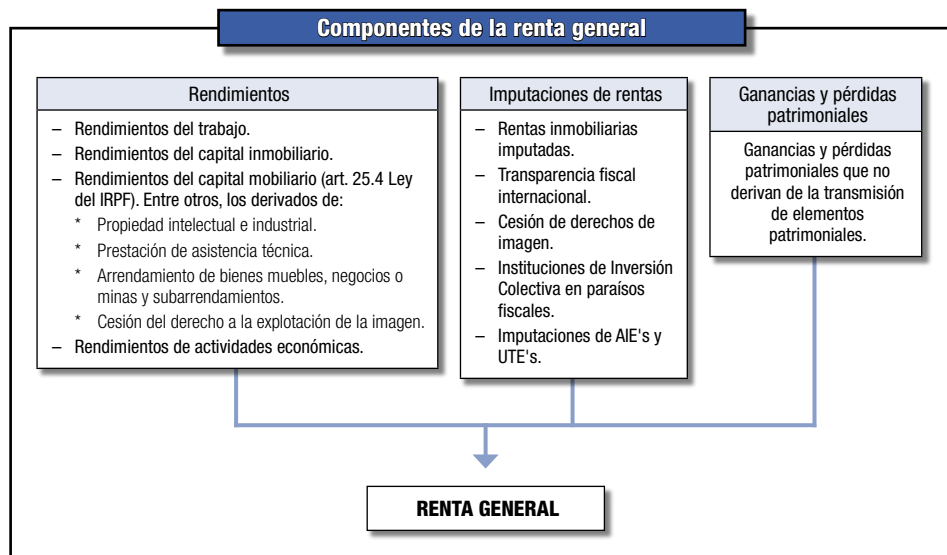 Componentes de la renta general
Rendimientos
– Rendimientos del trabajo.
– Rendimientos del capital inmobiliario.
– Rendimientos del capital mobiliario (art. 25.4 Ley
del IRPF). Entre otros, los derivados de:
* Propiedad intelectual e industrial.
* Prestación de asistencia técnica.
* Arrendamiento de bienes muebles, negocios o
minas y subarrendamientos.
* Cesión del derecho a la explotación de la imagen.
– Rendimientos de actividades económicas.
Imputaciones de rentas
– Rentas inmobiliarias
imputadas.
– Transparencia fiscal
internacional.
– Cesión de derechos de
imagen.
– Instituciones de Inversión
Colectiva en paraísos
fiscales.
– Imputaciones de AIE's y
UTE's.
Ganancias y pérdidas
patrimoniales
Ganancias y pérdidas
patrimoniales que no
derivan de la transmisión
de elementos
patrimoniales.
RENTA GENERAL